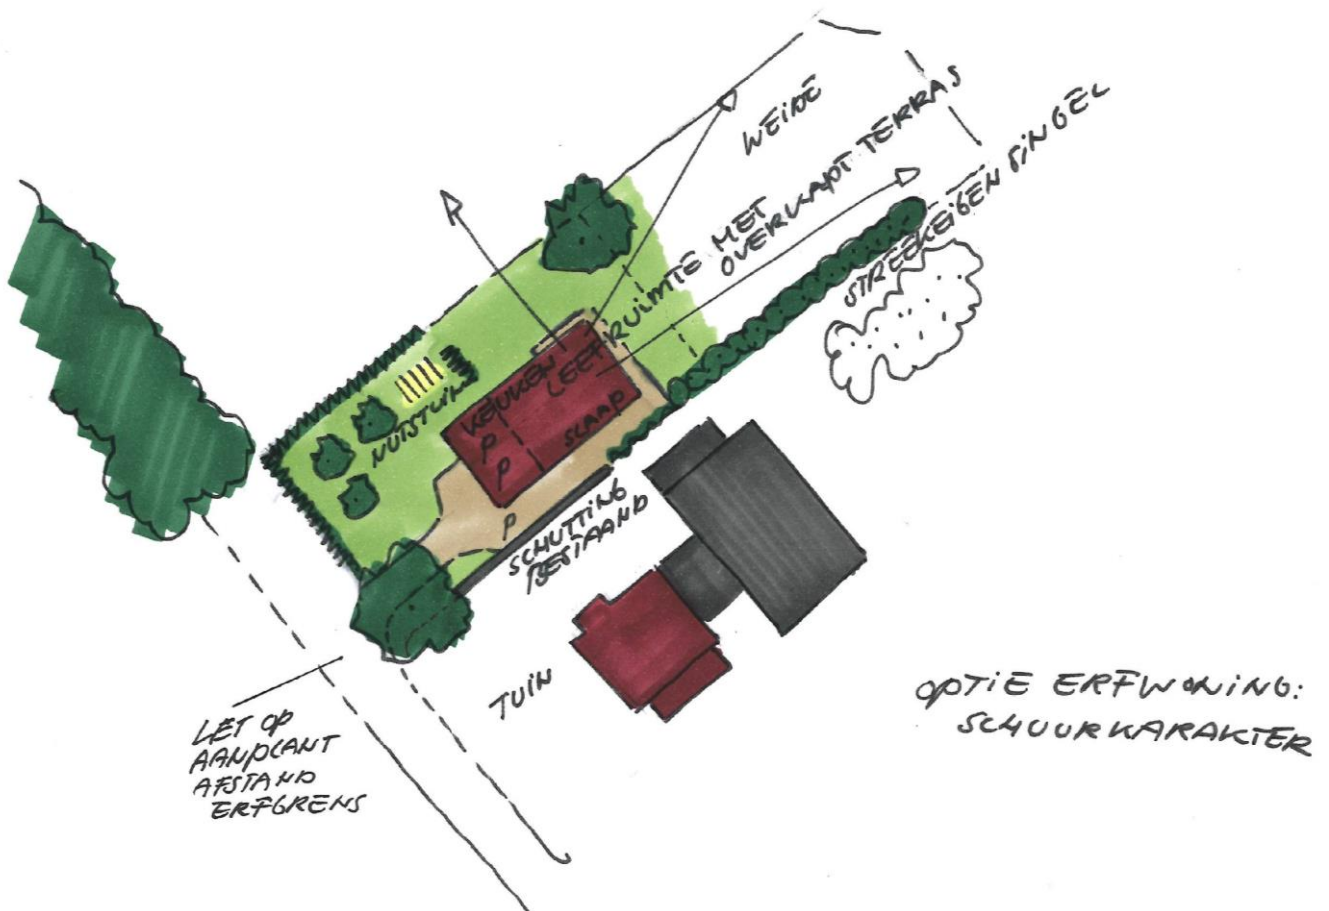 WEIDE
LEEFRUIMTE MET
OVERKAPT TERRAS
STREEKEIGEN SINGEL
KEUKEN
P
P
SLAAP
NUTSTUIN
P
SCHUTTING
BESTAAND
TUIN
LET OP
AANPLANT
AFSTAND
ERFGRENS
OPTIE ERFWONING:
SCHUURKARAKTER